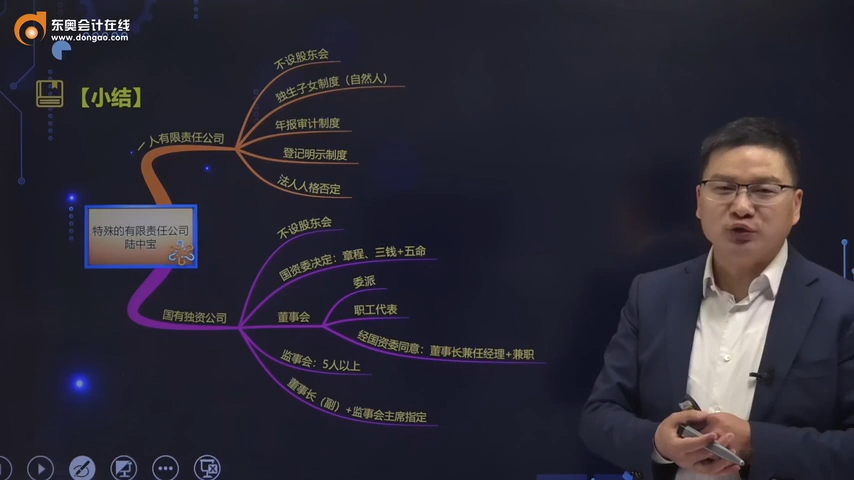 东奥会计在线
www.dongao.com
【小结】
特殊的有限责任公司
陆中宝
一人有限责任公司
不设股东会
独生子女制度（自然人）
年报审计制度
登记明示制度
法人人格否定
国有独资公司
不设股东会
国资委决定：章程、三钱+五命
董事会
委派
职工代表
经国资委同意：董事长兼任经理+兼职
监事会：5人以上
董事长（副）+监事会主席指定